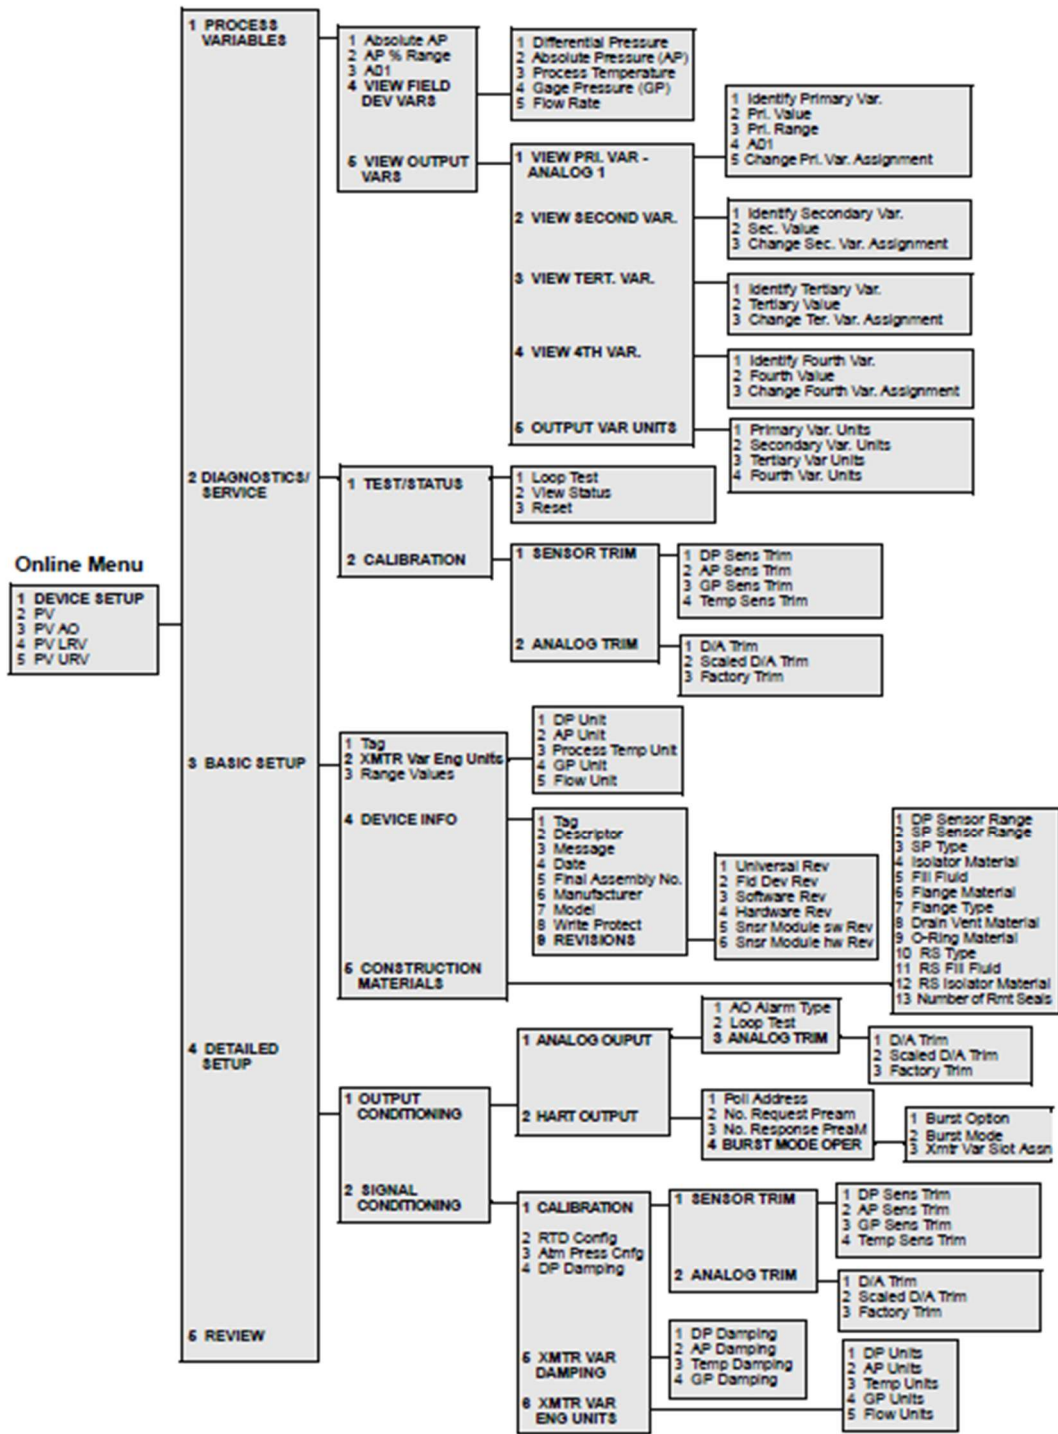 Online Menu
1 DEVICE SETUP
2 PV
3 PV AO
4 PV LRV
5 PV URV
1 PROCESS
VARIABLES
2 DIAGNOSTICS/
SERVICE
3 BASIC SETUP
4 DETAILED
SETUP
5 REVIEW
1 Absolute AP
2 AP % Range
3 A01
4 VIEW FIELD
DEV VARS
5 VIEW OUTPUT
VARS
1 Differential Pressure
2 Absolute Pressure (AP)
3 Process Temperature
4 Gage Pressure (GP)
5 Flow Rate
1 VIEW PRI. VAR -
ANALOG 1
2 VIEW SECOND VAR.
3 VIEW TERT. VAR.
4 VIEW 4TH VAR.
5 OUTPUT VAR UNITS
1 Identify Primary Var.
2 Pri. Value
3 Pri. Range
4 A01
5 Change Pri. Var. Assignment
1 Identify Secondary Var.
2 Sec. Value
3 Change Sec. Var. Assignment
1 Identify Tertiary Var.
2 Tertiary Value
3 Change Ter. Var. Assignment
1 Identify Fourth Var.
2 Fourth Value
3 Change Fourth Var. Assignment
1 Primary Var. Units
2 Secondary Var. Units
3 Tertiary Var Units
4 Fourth Var. Units
1 TEST/STATUS
2 CALIBRATION
1 Loop Test
2 View Status
3 Reset
1 SENSOR TRIM
2 ANALOG TRIM
1 DP Sens Trim
2 AP Sens Trim
3 GP Sens Trim
4 Temp Sens Trim
1 D/A Trim
2 Scaled D/A Trim
3 Factory Trim
1 Tag
2 XMTR Var Eng Units
3 Range Values
4 DEVICE INFO
5 CONSTRUCTION
MATERIALS
1 DP Unit
2 AP Unit
3 Process Temp Unit
4 GP Unit
5 Flow Unit
1 Tag
2 Descriptor
3 Message
4 Date
5 Final Assembly No.
6 Manufacturer
7 Model
8 Write Protect
9 REVISIONS
1 Universal Rev
2 Fld Dev Rev
3 Software Rev
4 Hardware Rev
5 Snsr Module sw Rev
6 Snsr Module hw Rev
1 DP Sensor Range
2 SP Sensor Range
3 SP Type
4 Isolator Material
5 Fill Fluid
6 Flange Material
7 Flange Type
8 Drain Vent Material
9 O-Ring Material
10 RS Type
11 RS Fill Fluid
12 RS Isolator Material
13 Number of Rmt Seals
1 OUTPUT
CONDITIONING
2 SIGNAL
CONDITIONING
1 ANALOG OUPUT
2 HART OUTPUT
1 AO Alarm Type
2 Loop Test
3 ANALOG TRIM
1 D/A Trim
2 Scaled D/A Trim
3 Factory Trim
1 Poll Address
2 No. Request Pream
3 No. Response PreaM
4 BURST MODE OPER
1 Burst Option
2 Burst Mode
3 Xmtr Var Slot Assn
1 CALIBRATION
2 RTD Config
3 Atm Press Cnfg
4 DP Damping
5 XMTR VAR
DAMPING
6 XMTR VAR
ENG UNITS
1 SENSOR TRIM
2 ANALOG TRIM
1 DP Sens Trim
2 AP Sens Trim
3 GP Sens Trim
4 Temp Sens Trim
1 D/A Trim
2 Scaled D/A Trim
3 Factory Trim
1 DP Damping
2 AP Damping
3 Temp Damping
4 GP Damping
1 DP Units
2 AP Units
3 Temp Units
4 GP Units
5 Flow Units